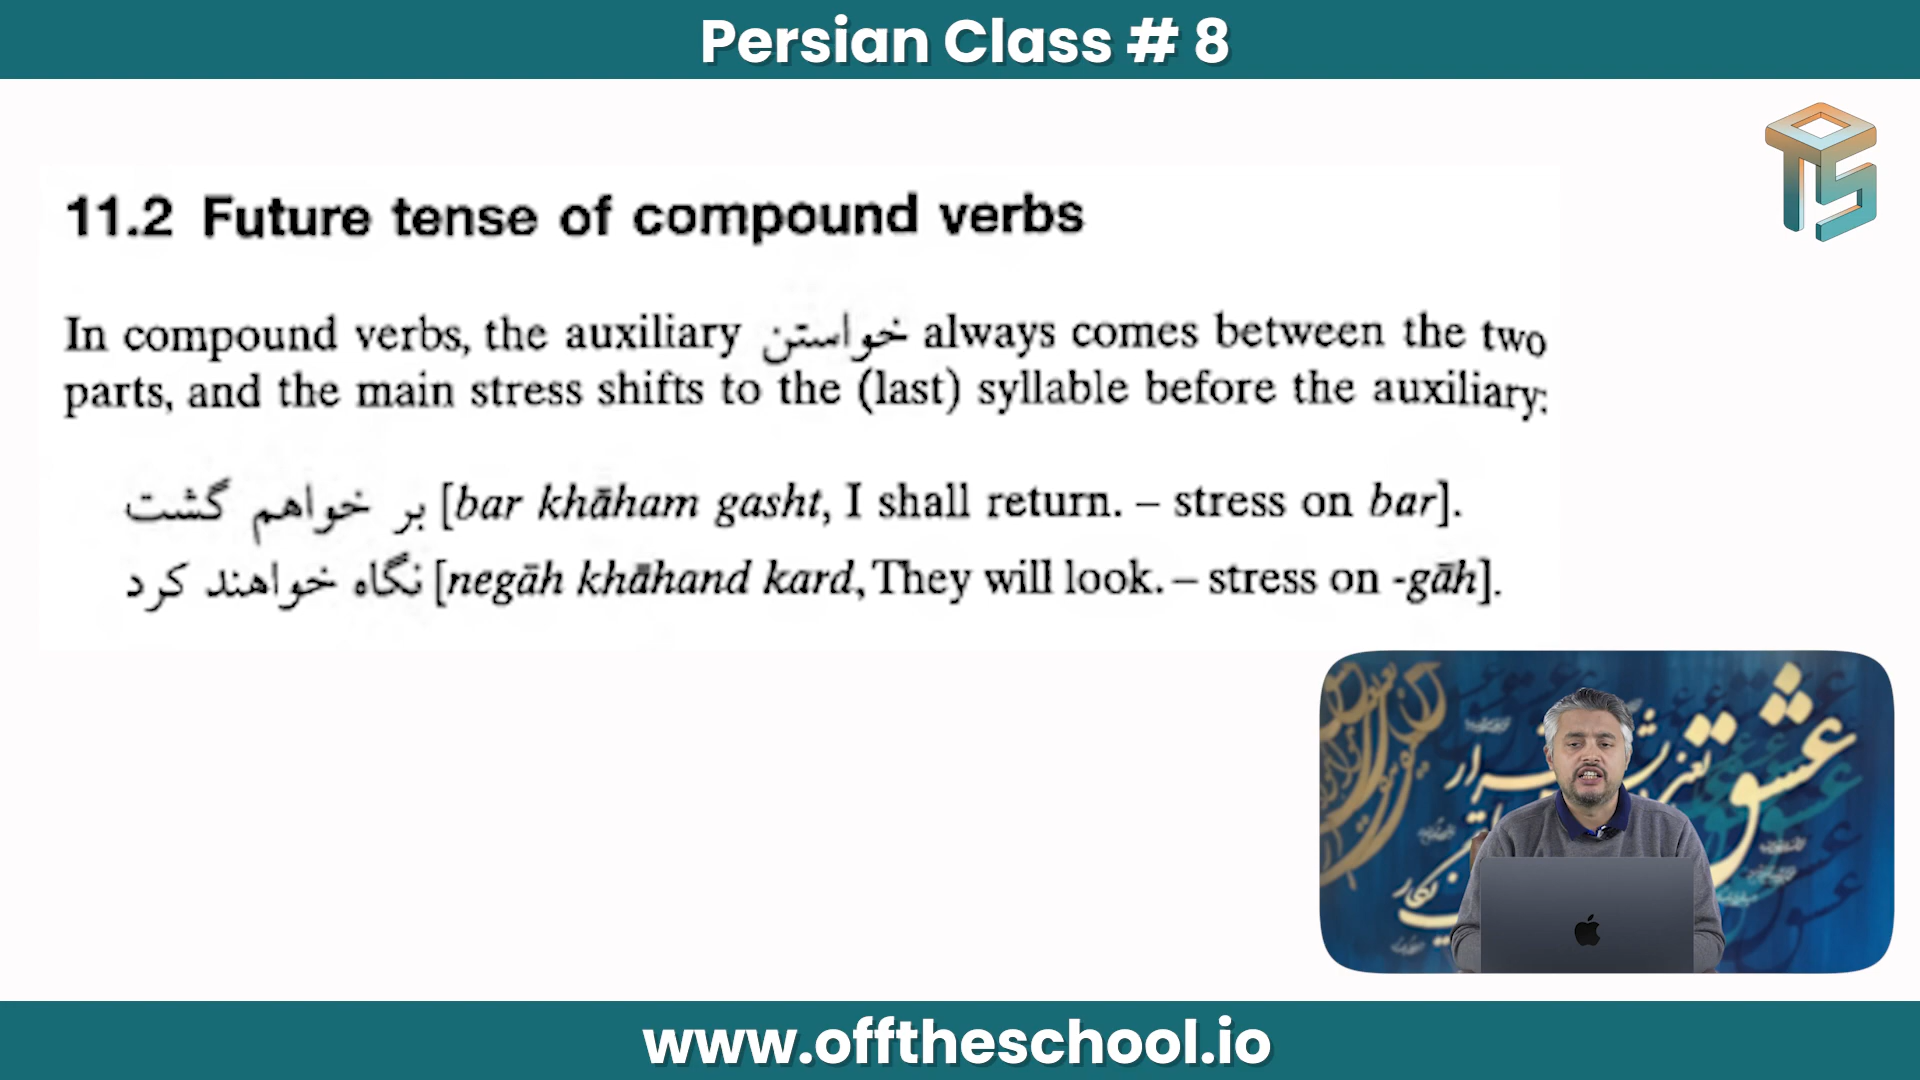 Persian Class # 8
11.2 Future tense of compound verbs
In compound verbs, the auxiliary خواستن always comes between the two
parts, and the main stress shifts to the (last) syllable before the auxiliary:
بر خواهم گشت [bar khāham gasht, I shall return. – stress on bar].
نگاه خواهند کرد [negāh khāhand kard, They will look. – stress on -gāh].
عشق
www.offtheschool.io